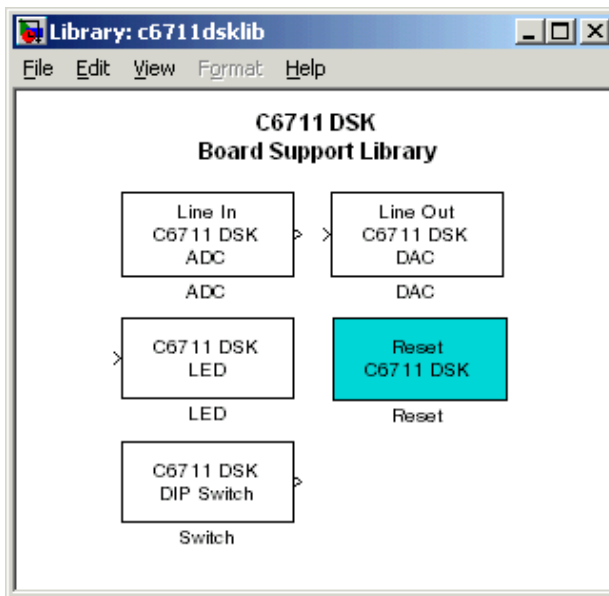 Library: c6711dsklib
File Edit View Format Help
C6711 DSK
Board Support Library
Line In
C6711 DSK
ADC
ADC
Line Out
C6711 DSK
DAC
DAC
C6711 DSK
LED
LED
Reset
C6711 DSK
Reset
C6711 DSK
DIP Switch
Switch